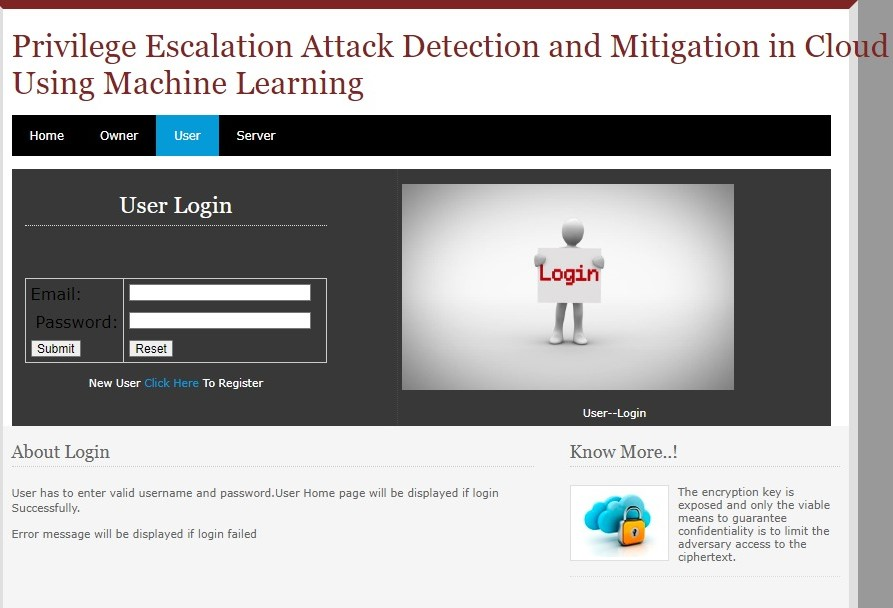 Privilege Escalation Attack Detection and Mitigation in Cloud
Using Machine Learning
Home Owner User Server
User Login
Login
Email:
Password:
Submit Reset
New User Click Here To Register
User--Login
About Login
User has to enter valid username and password.User Home page will be displayed if login
Successfully.
Error message will be displayed if login failed
Know More..!
The encryption key is
exposed and only the viable
means to guarantee
confidentiality is to limit the
adversary access to the
ciphertext.